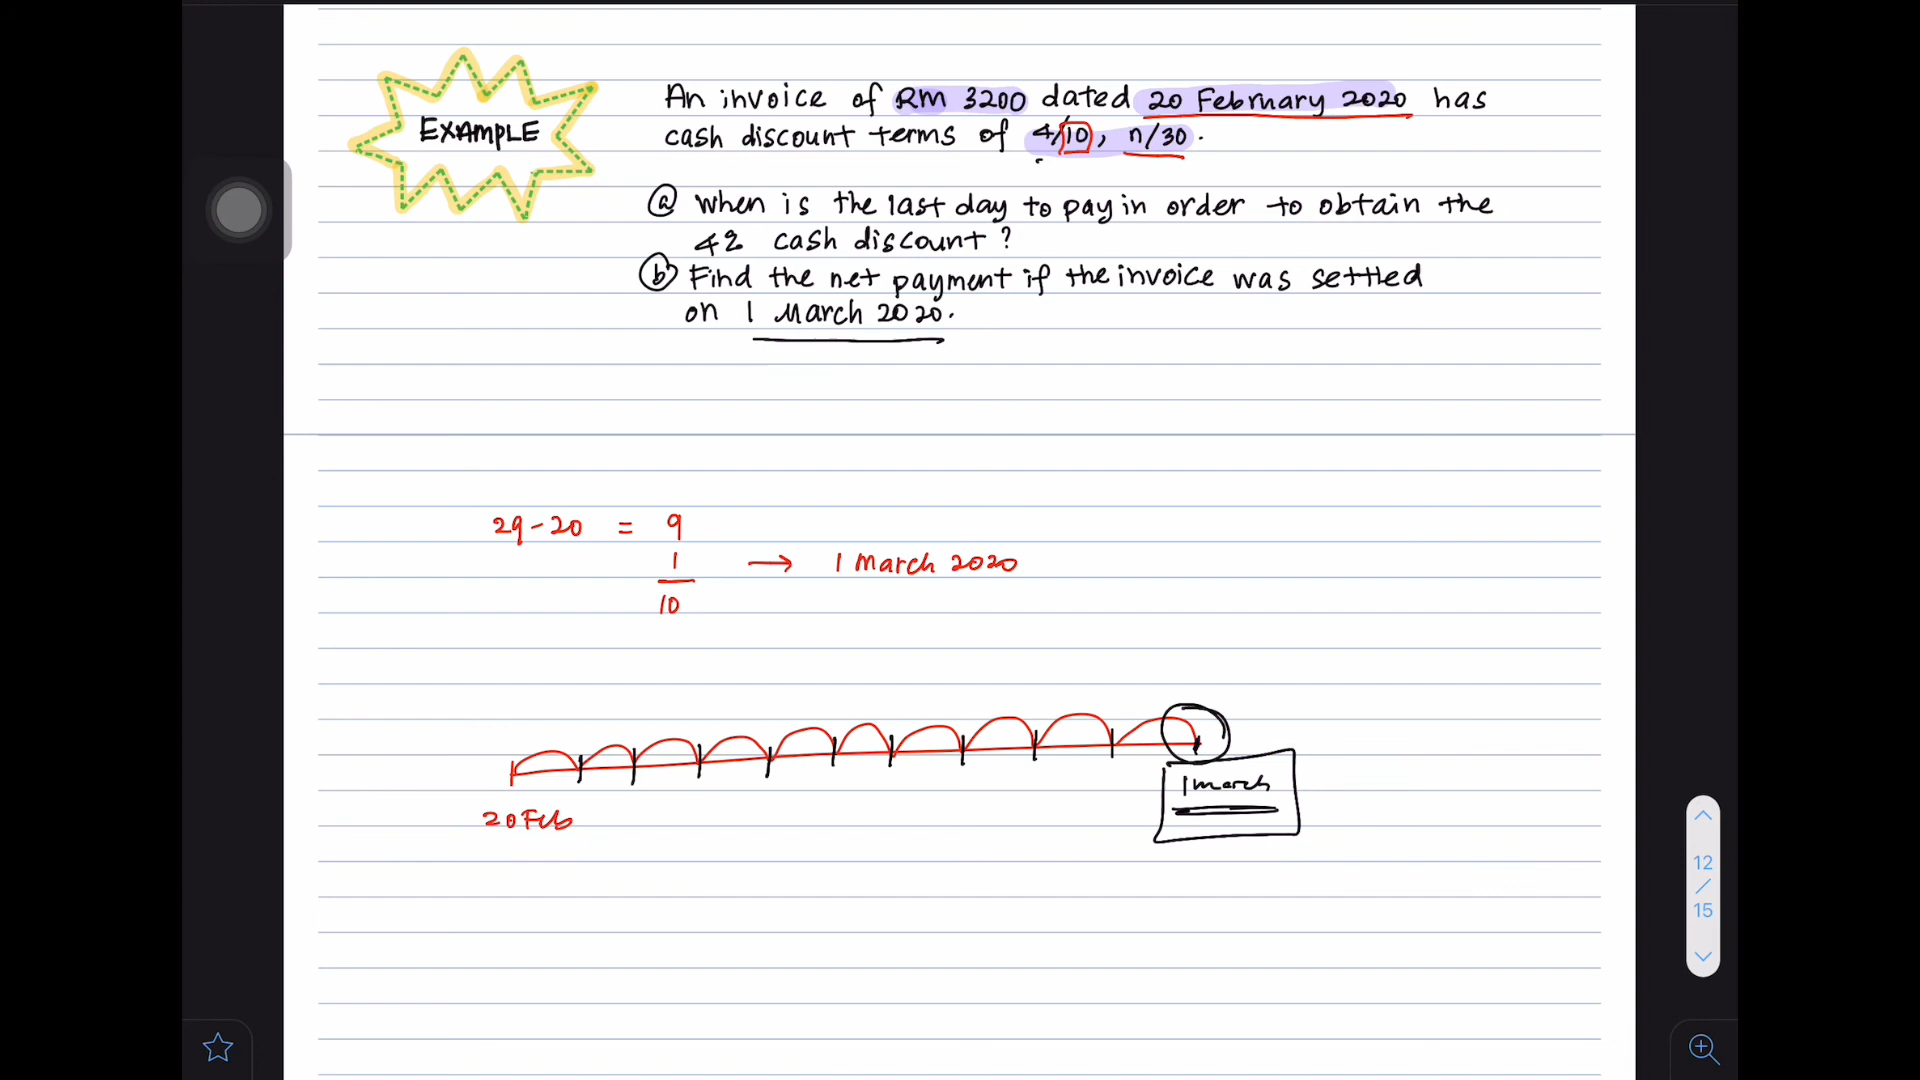 EXAMPLE
An invoice of RM 3200 dated 20 February 2020 has
cash discount terms of 4/10, n/30.
(a) When is the last day to pay in order to obtain the
4% cash discount?
(b) Find the net payment if the invoice was settled
on 1 March 2020.
29 - 20 = 9
1 → 1 March 2020
10
20 Feb
1 march
12
/
15